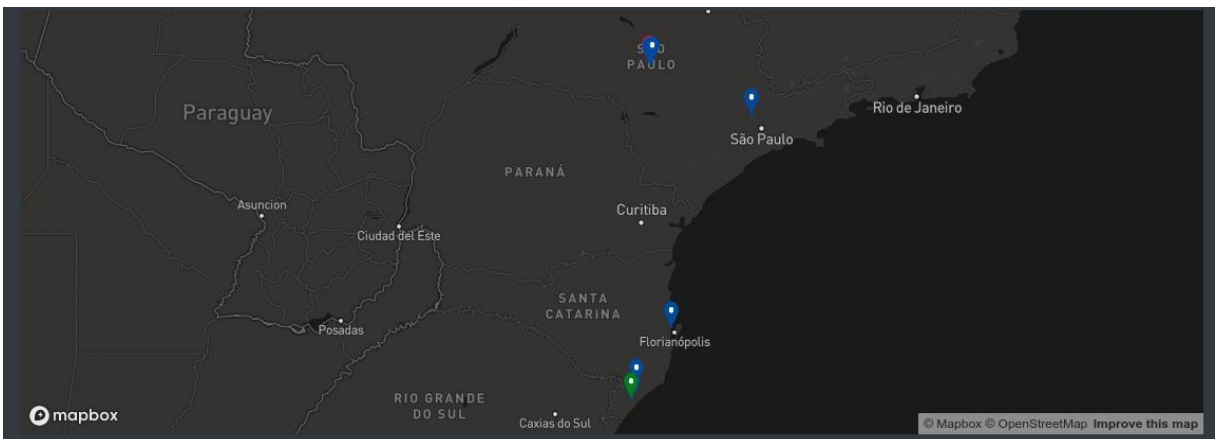 SÃO
PAULO
Paraguay
Rio de Janeiro
São Paulo
PARANÁ
Asuncion
Curitiba
Ciudad del Este
SANTA
CATARINA
Posadas
Florianópolis
RIO GRANDE
DO SUL
Caxias do Sul
mapbox
© Mapbox © OpenStreetMap Improve this map